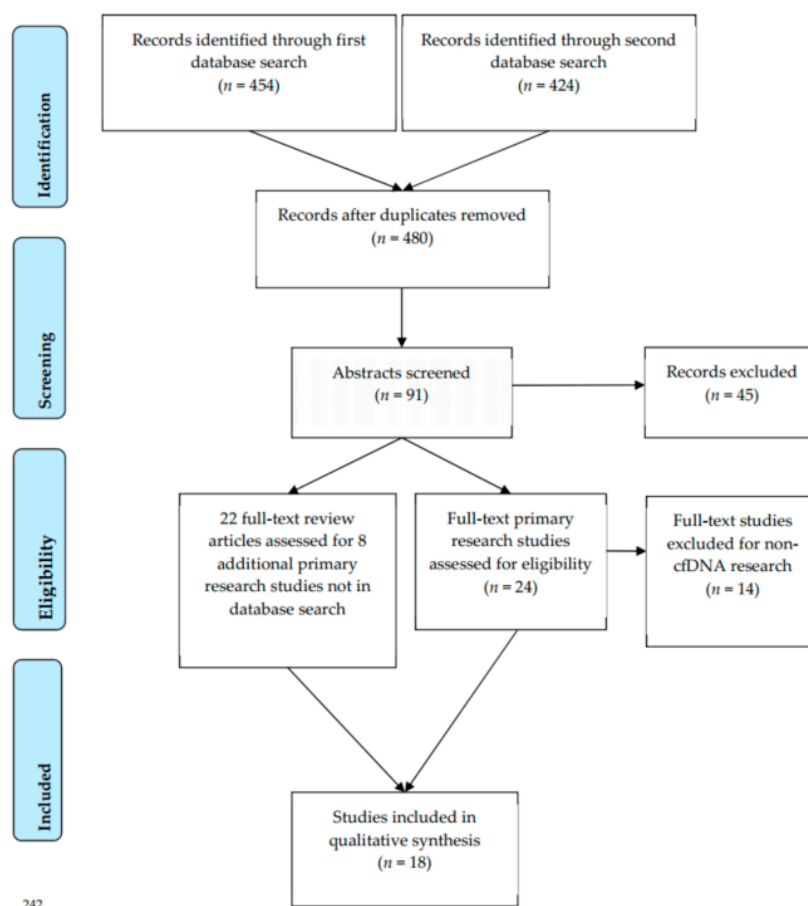 Records identified through first
database search
(n = 454)
Records identified through second
database search
(n = 424)
Identification
Records after duplicates removed
(n = 480)
Screening
Abstracts screened
(n = 91)
Records excluded
(n = 45)
Eligibility
22 full-text review
articles assessed for 8
additional primary
research studies not in
database search
Full-text primary
research studies
assessed for eligibility
(n = 24)
Full-text studies
excluded for non-
cfDNA research
(n = 14)
Included
Studies included in
qualitative synthesis
(n = 18)
242